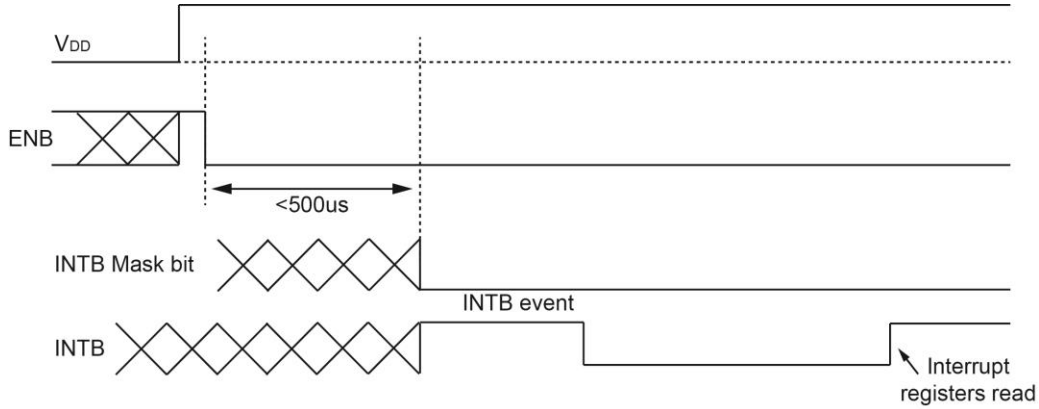 VDD
ENB
<500us
INTB Mask bit
INTB event
INTB
Interrupt
registers read